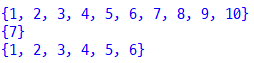 {1, 2, 3, 4, 5, 6, 7, 8, 9, 10}
{7}
{1, 2, 3, 4, 5, 6}